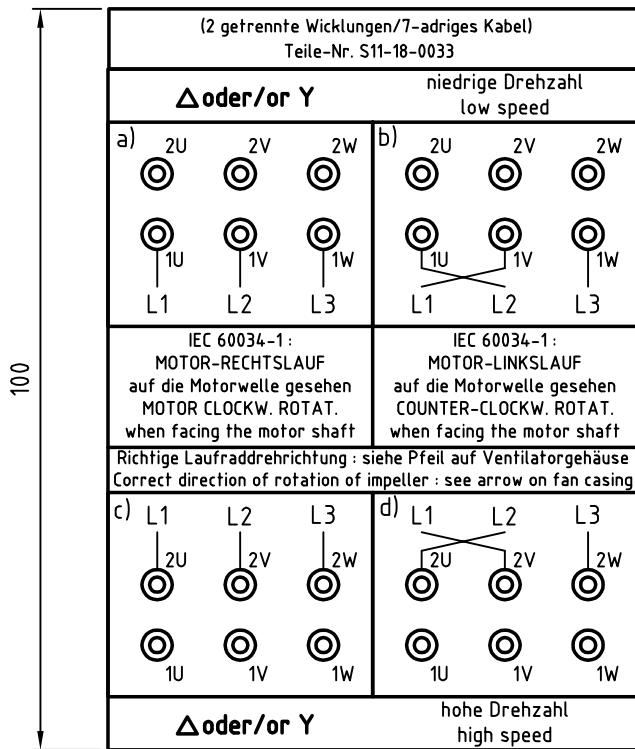 (2 getrennte Wicklungen/7-adriges Kabel)
Teile-Nr. S11-18-0033
Δ oder/or Y
niedrige Drehzahl
low speed
a)
2U 2V 2W
1U 1V 1W
L1 L2 L3
b)
2U 2V 2W
1U 1V 1W
L1 L2 L3
IEC 60034-1 :
MOTOR-RECHTSLAUF
auf die Motorwelle gesehen
MOTOR CLOCKW. ROTAT.
when facing the motor shaft
IEC 60034-1 :
MOTOR-LINKSLAUF
auf die Motorwelle gesehen
COUNTER-CLOCKW. ROTAT.
when facing the motor shaft
Richtige Laufraddrehrichtung : siehe Pfeil auf Ventilatorgehäuse
Correct direction of rotation of impeller : see arrow on fan casing
c)
L1 L2 L3
2U 2V 2W
1U 1V 1W
d)
L1 L2 L3
2U 2V 2W
1U 1V 1W
Δ oder/or Y
hohe Drehzahl
high speed
100